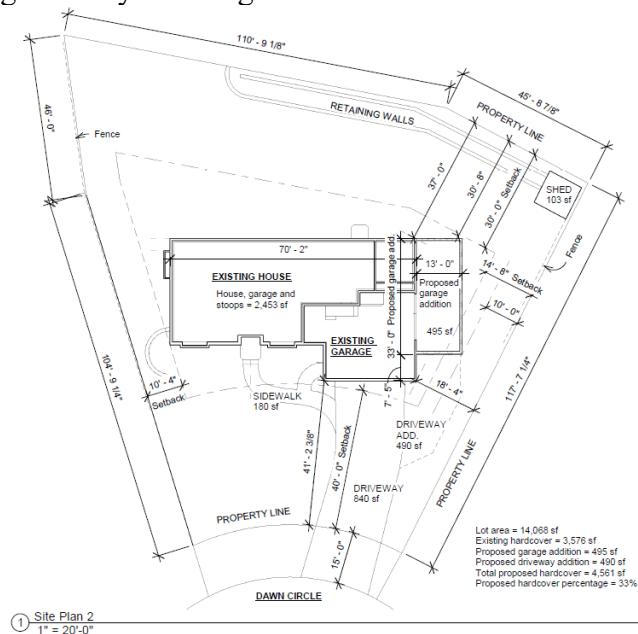 110' - 9 1/8"
45' - 8 7/8"
PROPERTY LINE
46' - 0"
Fence
RETAINING WALLS
37' - 0"
30' - 8"
30' - 0" Setback
SHED
103 sf
Fence
70' - 2"
EXISTING HOUSE
House, garage and
stoops = 2,453 sf
33' - 0" Proposed garage add.
13' - 0"
Proposed
garage
addition
495 sf
14' - 8" Setback
10' - 0"
EXISTING
GARAGE
104' - 9 1/4"
10' - 4"
Setback
SIDEWALK
180 sf
7' - 5"
18' - 4"
117' - 7 1/4"
41' - 2 3/8"
40' - 0" Setback
DRIVEWAY
ADD.
490 sf
DRIVEWAY
840 sf
PROPERTY LINE
PROPERTY LINE
15' - 0"
DAWN CIRCLE
Lot area = 14,068 sf
Existing hardcover = 3,576 sf
Proposed garage addition = 495 sf
Proposed driveway addition = 490 sf
Total proposed hardcover = 4,561 sf
Proposed hardcover percentage = 33%
1 Site Plan 2
1" = 20'-0"